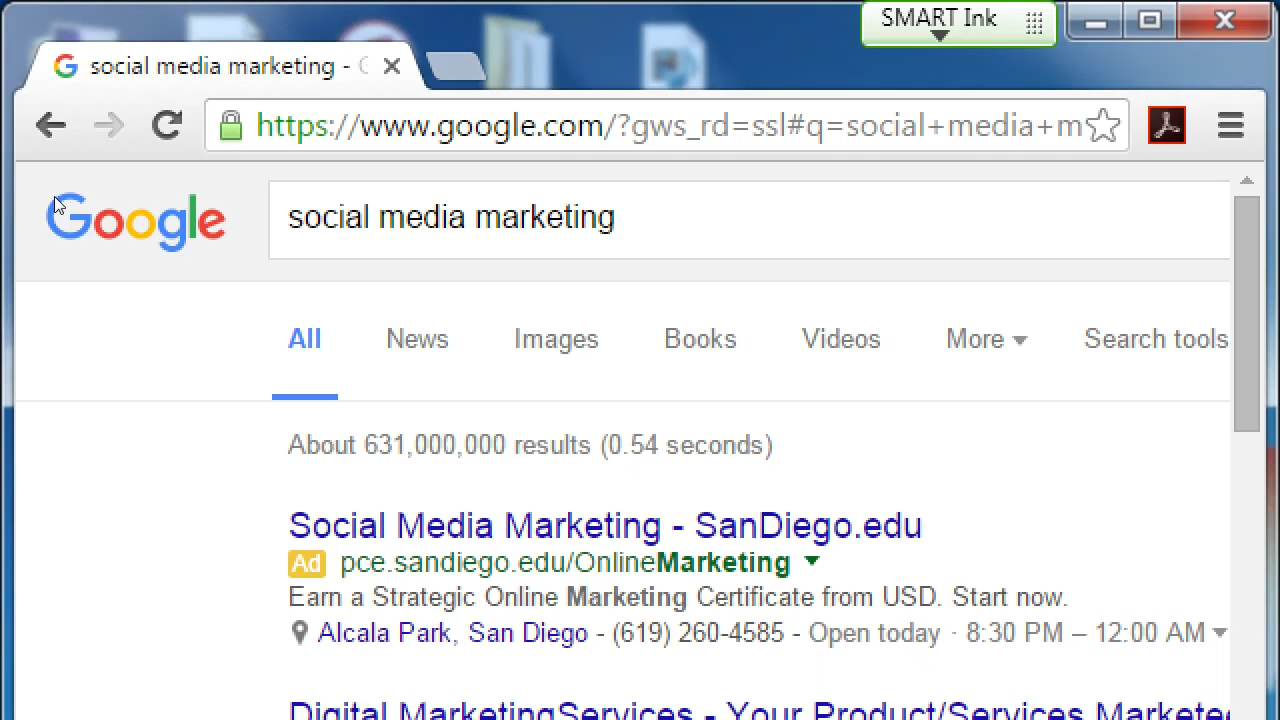 SMART Ink
social media marketing -
https://www.google.com/?gws_rd=ssl#q=social+media+m
Google
social media marketing
All News Images Books Videos More Search tools
About 631,000,000 results (0.54 seconds)
Social Media Marketing - SanDiego.edu
Ad pce.sandiego.edu/OnlineMarketing
Earn a Strategic Online Marketing Certificate from USD. Start now.
Alcala Park, San Diego - (619) 260-4585 - Open today · 8:30 PM – 12:00 AM
Digital MarketingServices - Your Product/Services Markete